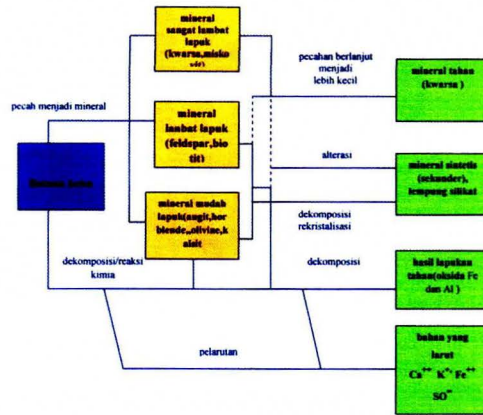 mineral
sangat lambat
lapuk
(kwarsa,misko
vit)
pecahan berlanjut
menjadi
lebih kecil
mineral tahan
(kwarsa )
pecah menjadi mineral
mineral
lambat lapuk
(feldspar,bio
tit)
alterasi
mineral sintetis
(sekunder),
lempung silikat
mineral mudah
lapuk(augit,hor
blende,,olivine,k
alsit
dekomposisi
rekristalisasi
dekomposisi/reaksi
kimia
dekomposisi
hasil lapukan
tahan(oksida Fe
dan Al )
pelarutan
bahan yang
larut
Ca⁺⁺ K⁺, Fe⁺⁺
SO⁼